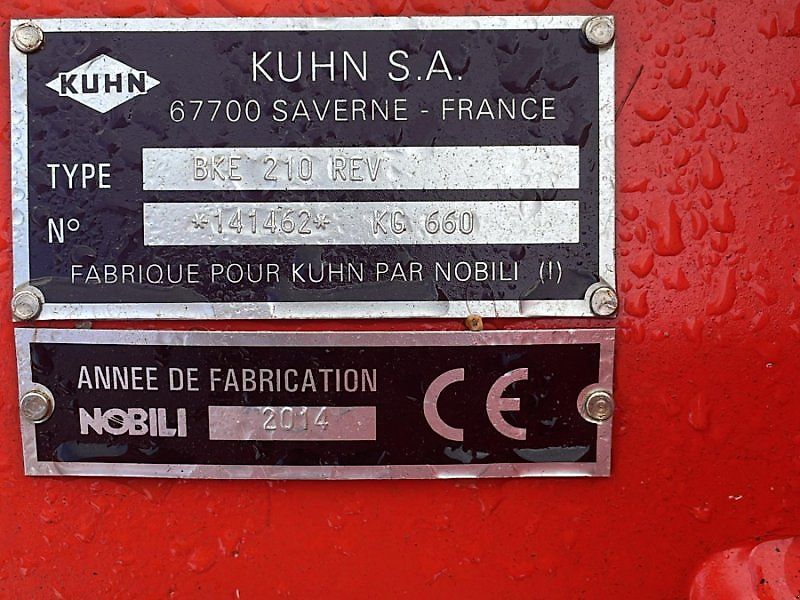 KUHN
KUHN S.A.
67700 SAVERNE - FRANCE
TYPE BKE 210 REV
N° *141462* KG 660
FABRIQUE POUR KUHN PAR NOBILI (I)
ANNEE DE FABRICATION
NOBILI 2014
CE